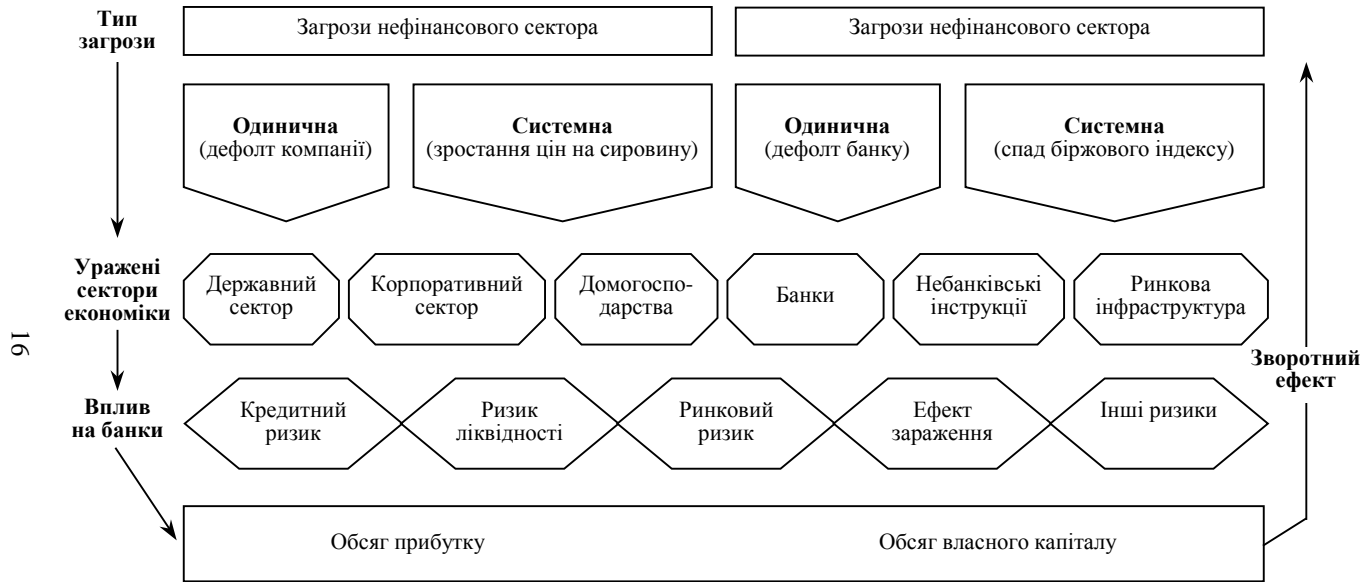 Тип
загрози
Загрози нефінансового сектора
Загрози нефінансового сектора
Одинична
(дефолт компанії)
Системна
(зростання цін на сировину)
Одинична
(дефолт банку)
Системна
(спад біржового індексу)
Уражені
сектори
економіки
Державний
сектор
Корпоративний
сектор
Домогоспо-
дарства
Банки
Небанківські
інструкції
Ринкова
інфраструктура
16
Зворотний
ефект
Вплив
на банки
Кредитний
ризик
Ризик
ліквідності
Ринковий
ризик
Ефект
зараження
Інші ризики
Обсяг прибутку
Обсяг власного капіталу